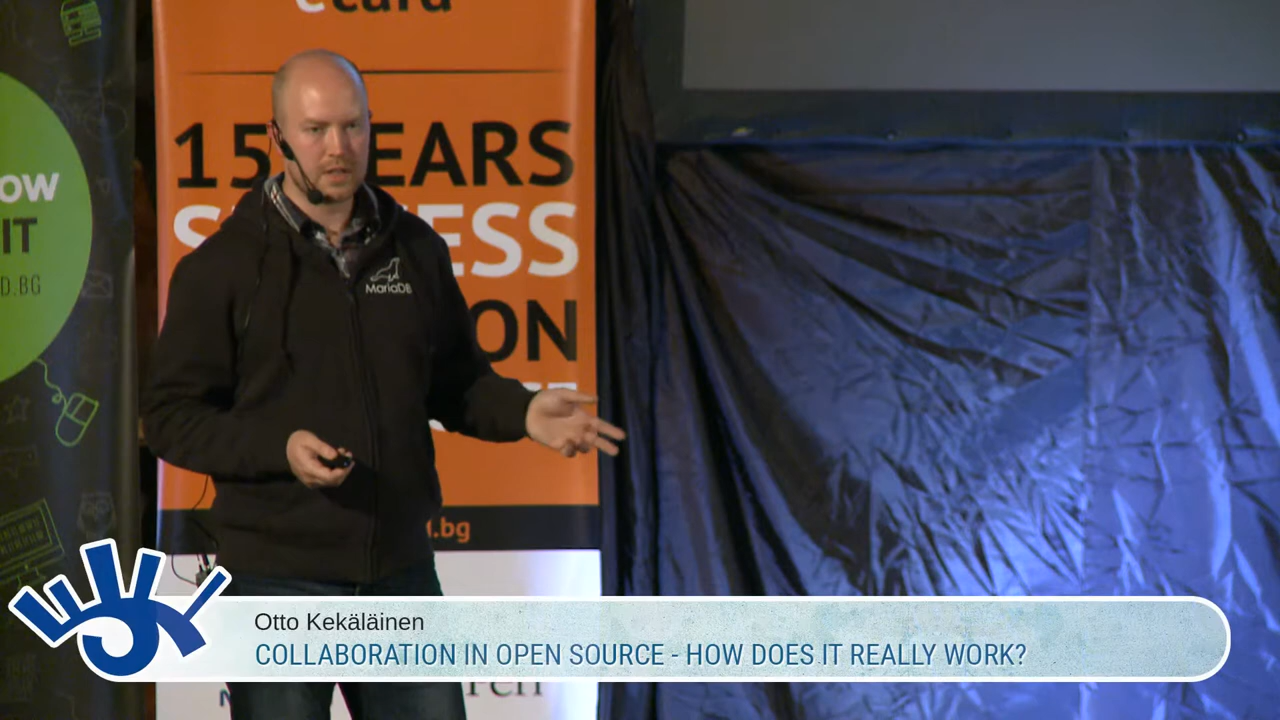 ecard
15 YEARS
OW
IT
D.BG
ESS
ON
MariaDB
.bg
Otto Kekäläinen
COLLABORATION IN OPEN SOURCE - HOW DOES IT REALLY WORK?